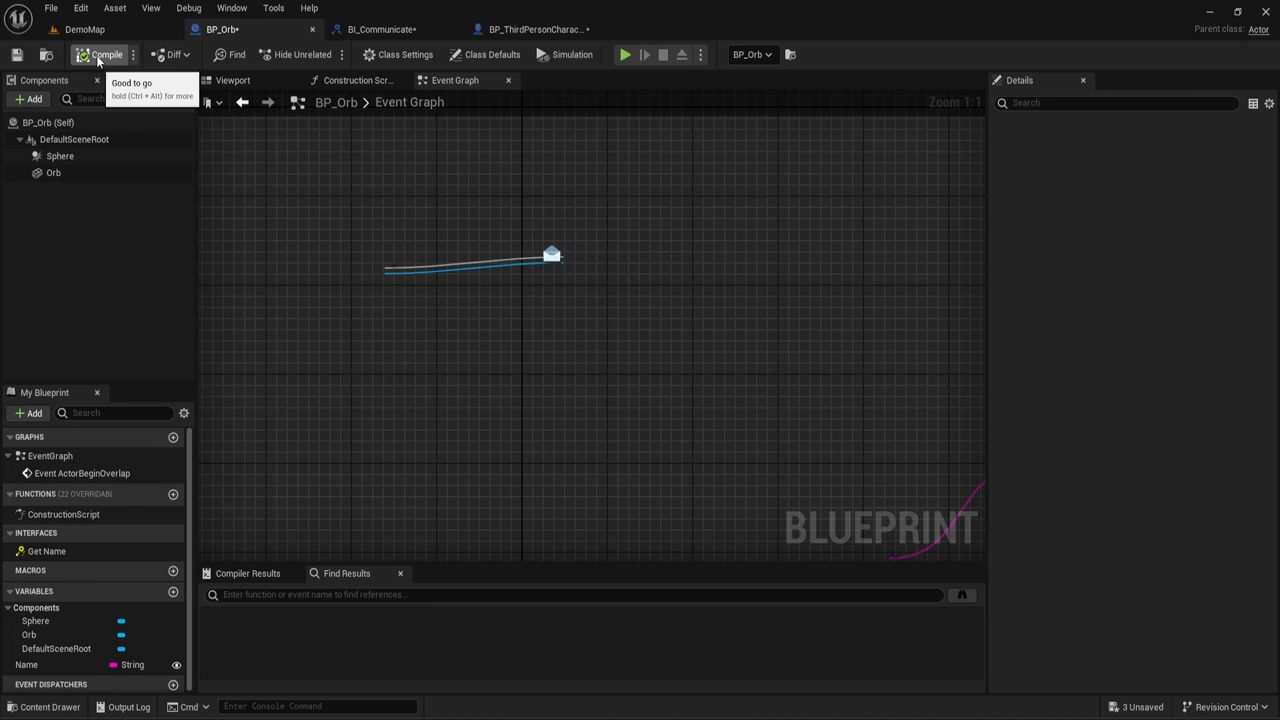 File Edit Asset View Debug Window Tools Help
DemoMap BP_Orb* BI_Communicate* BP_ThirdPersonCharac...*
Parent class: Actor
Compile Diff Find Hide Unrelated Class Settings Class Defaults Simulation BP_Orb
Components Good to go Viewport Construction Scr... Event Graph Details
Add Search hold (Ctrl + Alt) for more BP_Orb > Event Graph Zoom 1:1 Search
BP_Orb (Self)
DefaultSceneRoot
Sphere
Orb
My Blueprint
Add Search
GRAPHS
EventGraph
Event ActorBeginOverlap
FUNCTIONS (22 OVERRIDABI
ConstructionScript
INTERFACES
Get Name
MACROS
VARIABLES
Components
Sphere
Orb
DefaultSceneRoot
Name String
EVENT DISPATCHERS
BLUEPRINT
Compiler Results Find Results
Enter function or event name to find references...
Content Drawer Output Log Cmd Enter Console Command 3 Unsaved Revision Control